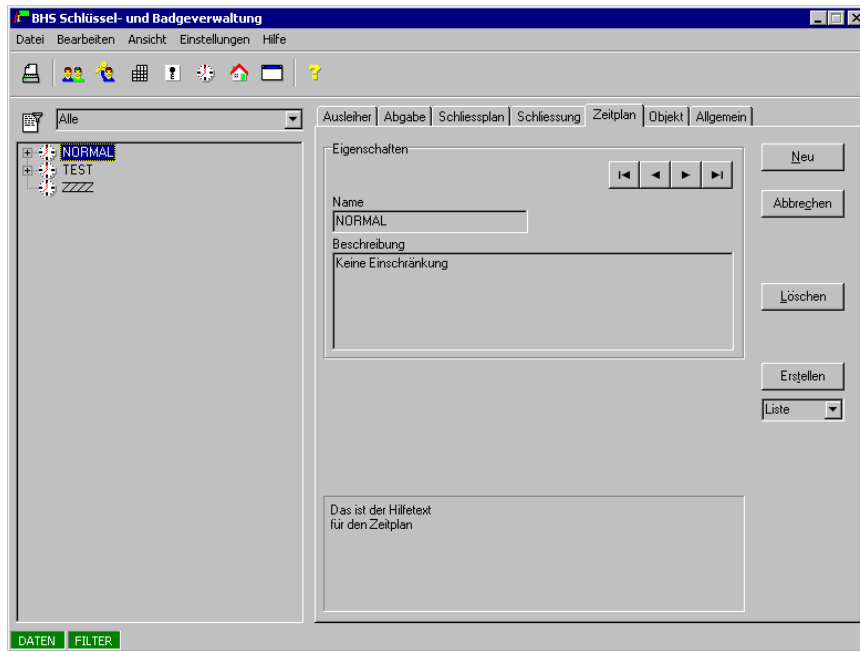 BHS Schlüssel- und Badgeverwaltung
Datei Bearbeiten Ansicht Einstellungen Hilfe
Alle
Ausleiher Abgabe Schliessplan Schliessung Zeitplan Objekt Allgemein
NORMAL
TEST
ZZZZ
Eigenschaften
Name
NORMAL
Beschreibung
Keine Einschränkung
Neu
Abbrechen
Löschen
Erstellen
Liste
Das ist der Hilfetext
für den Zeitplan
DATEN FILTER